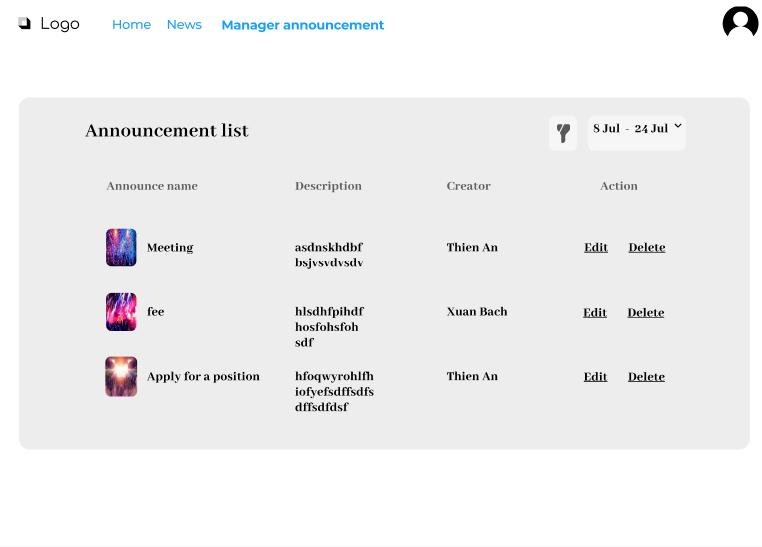 Logo Home News Manager announcement
Announcement list 8 Jul - 24 Jul
Announce name Description Creator Action
Meeting asdnskhdbf Thien An Edit Delete
bsjvsvdvsdv
fee hlsdhfpihdf Xuan Bach Edit Delete
hosfohsfoh
sdf
Apply for a position hfoqwyrohlfh Thien An Edit Delete
iofyefsdffsdfs
dffsdfdsf